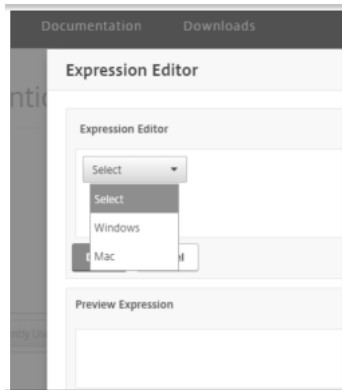 Documentation Downloads
Expression Editor
Expression Editor
Select
Select
Windows
Mac
Preview Expression